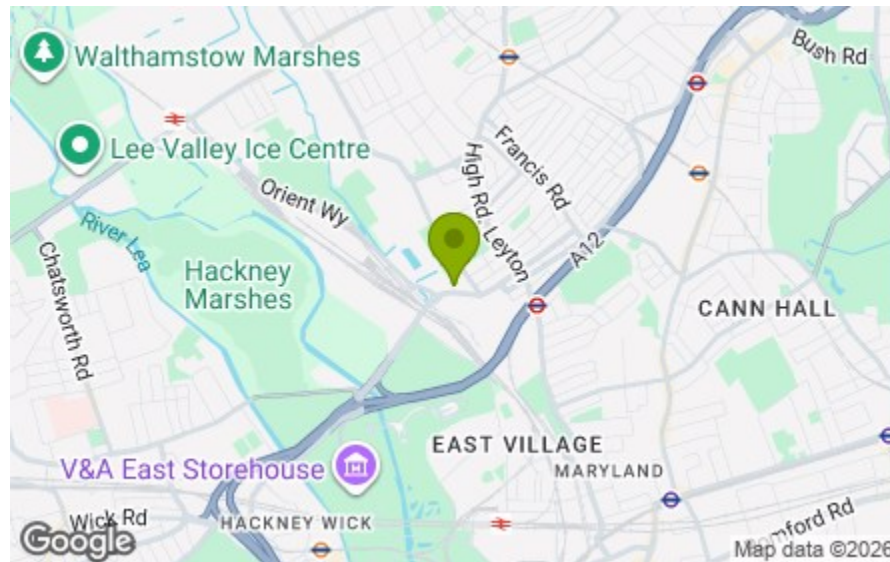 Walthamstow Marshes
Bush Rd
Lee Valley Ice Centre
Francis Rd
High Rd. Leyton
Orient Wy
River Lea
A12
Hackney
Marshes
Chatsworth Rd
CANN HALL
EAST VILLAGE
MARYLAND
V&A East Storehouse
Wick Rd
HACKNEY WICK
Romford Rd
Google
Map data ©2026